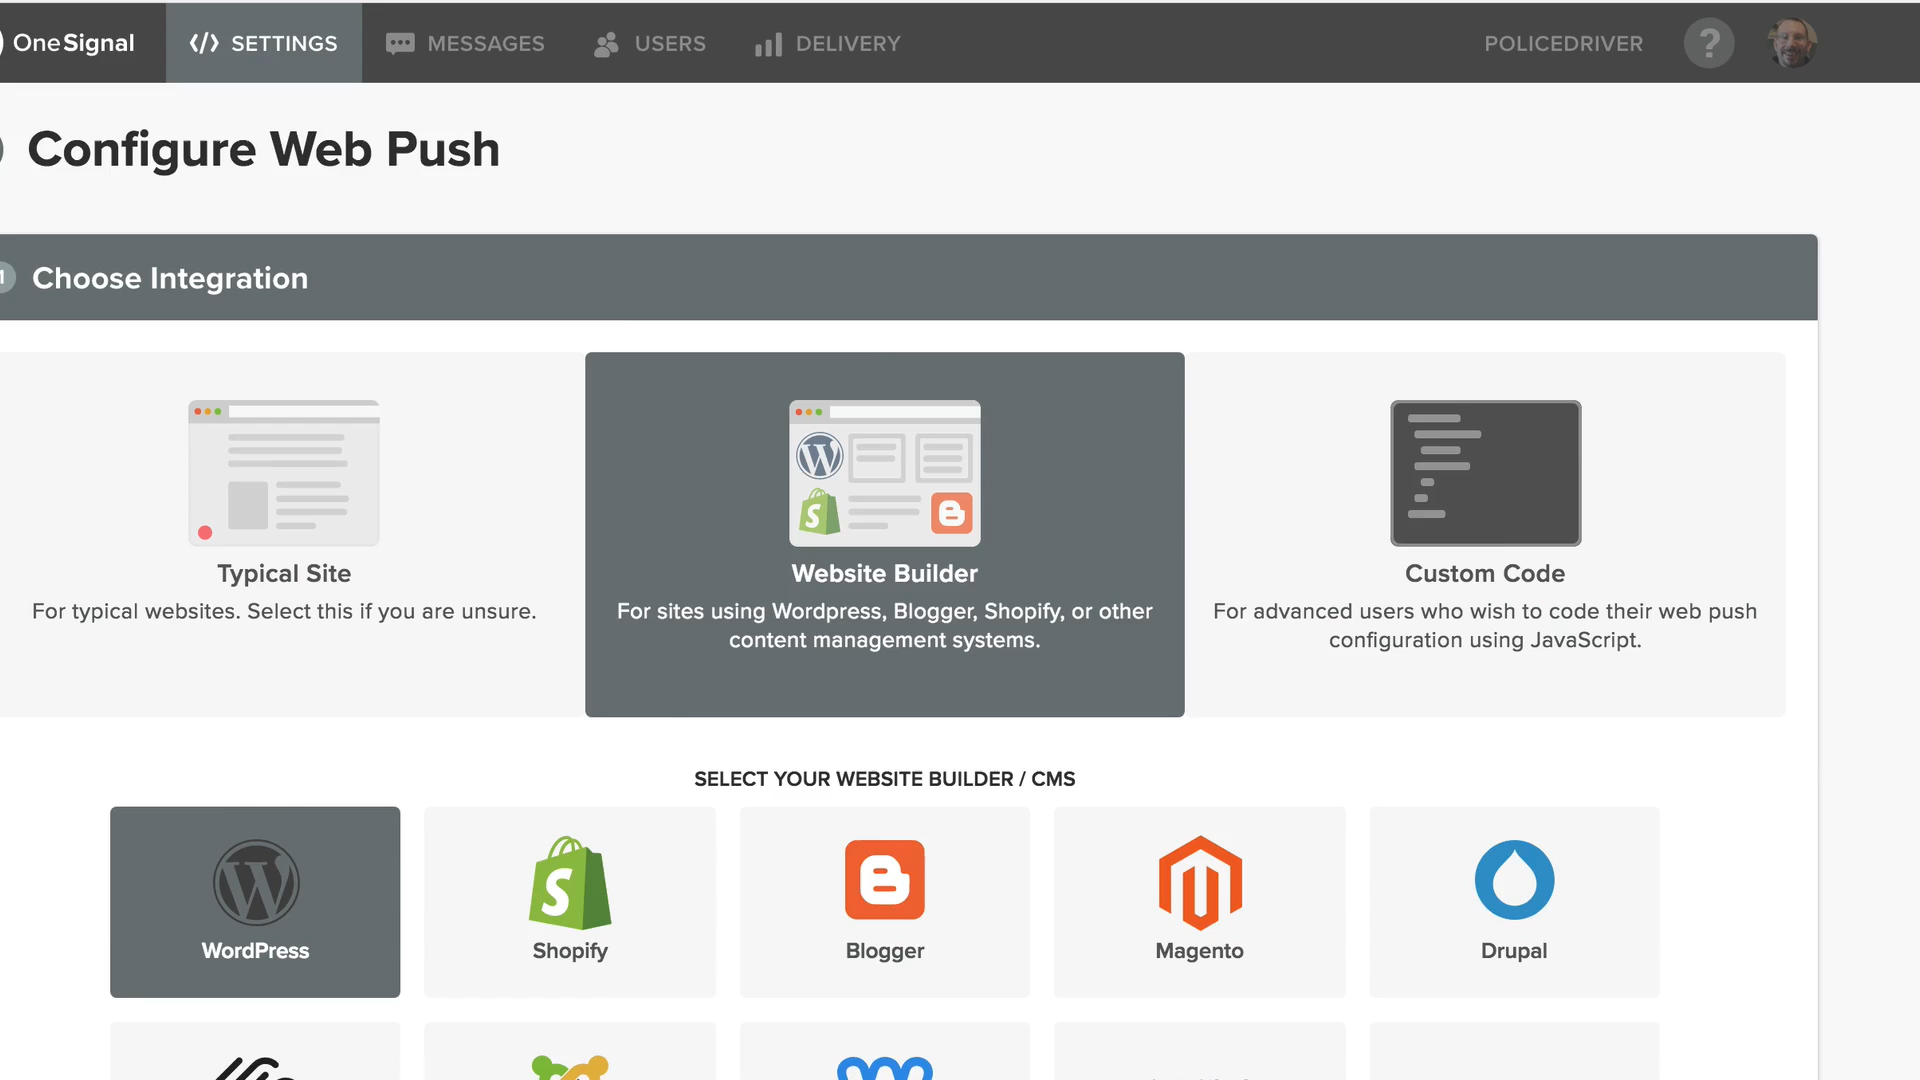 OneSignal
</> SETTINGS
MESSAGES
USERS
DELIVERY
POLICEDRIVER
?
Configure Web Push
1
Choose Integration
Typical Site
For typical websites. Select this if you are unsure.
Website Builder
For sites using Wordpress, Blogger, Shopify, or other
content management systems.
Custom Code
For advanced users who wish to code their web push
configuration using JavaScript.
SELECT YOUR WEBSITE BUILDER / CMS
WordPress
Shopify
Blogger
Magento
Drupal